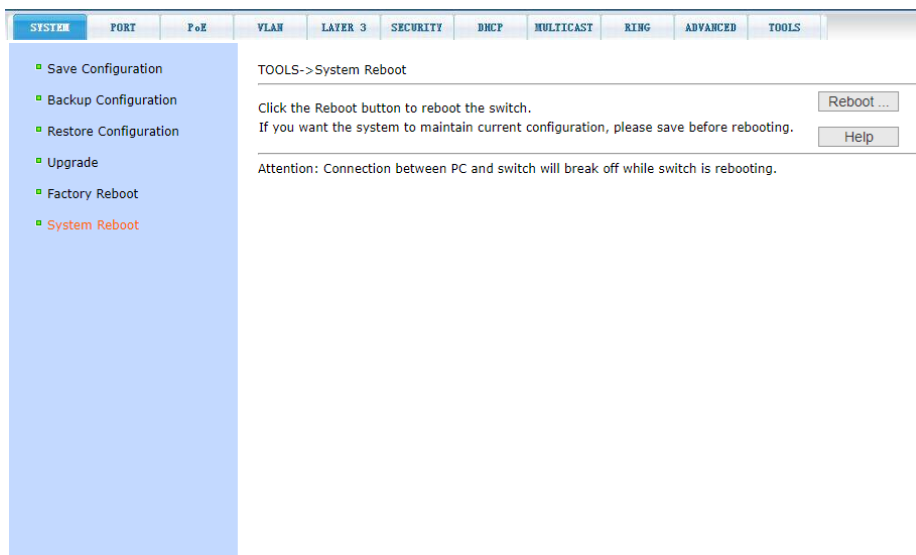 SYSTEM PORT PoE VLAN LAYER 3 SECURITY DHCP MULTICAST RING ADVANCED TOOLS
Save Configuration
Backup Configuration
Restore Configuration
Upgrade
Factory Reboot
System Reboot
TOOLS->System Reboot
Click the Reboot button to reboot the switch.
If you want the system to maintain current configuration, please save before rebooting.
Reboot ...
Help
Attention: Connection between PC and switch will break off while switch is rebooting.